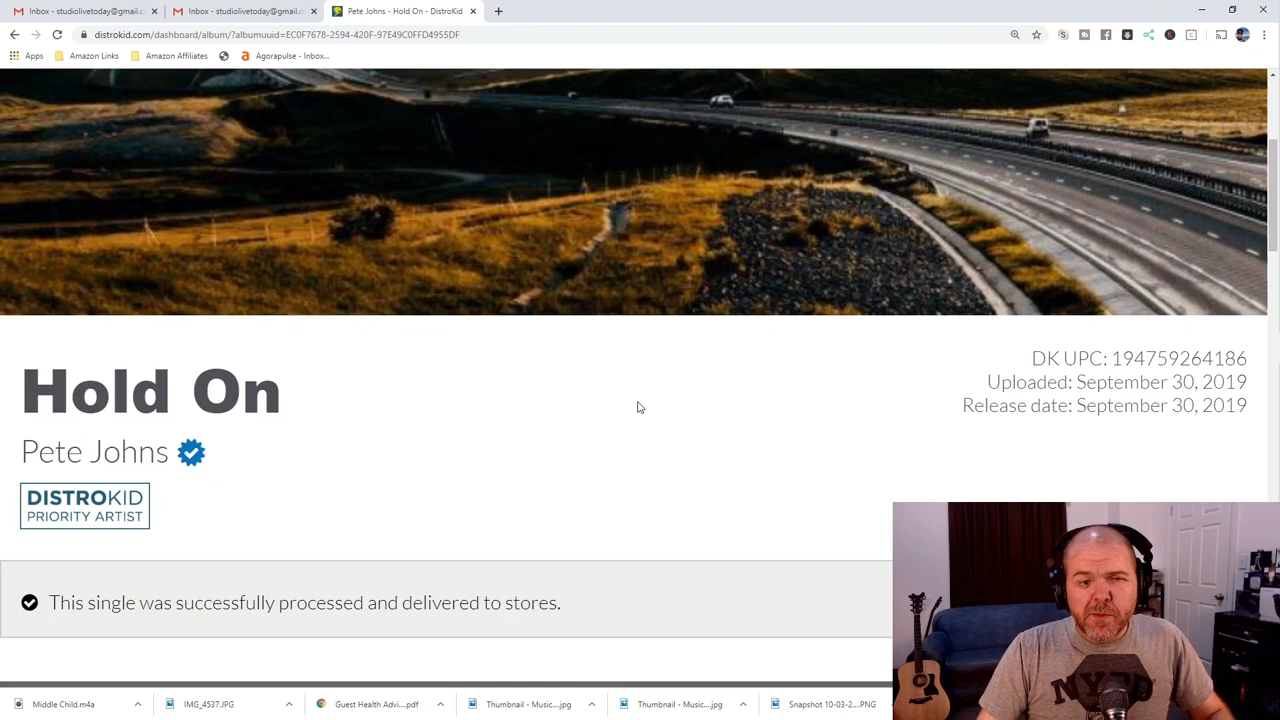 Inbox - studiolivetoday@gmail.c
Inbox - studiolivetoday@gmail.c
Pete Johns - Hold On - DistroKid
distrokid.com/dashboard/album/?albumuuid=EC0F7678-2594-420F-97E49C0FFD4955DF
Apps
Amazon Links
Amazon Affiliates
Agorapulse - Inbox...
Hold On
Pete Johns
DISTROKID
PRIORITY ARTIST
DK UPC: 194759264186
Uploaded: September 30, 2019
Release date: September 30, 2019
This single was successfully processed and delivered to stores.
Middle Child.m4a
IMG_4537.JPG
Guest Health Advi....pdf
Thumbnail - Music....jpg
Thumbnail - Music....jpg
Snapshot 10-03-2....PNG